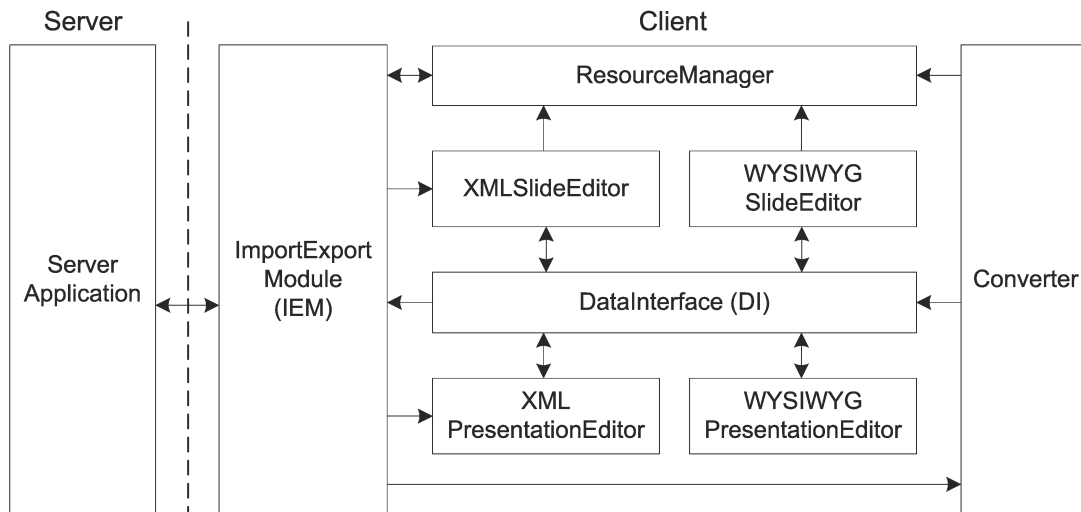 Server
Client
Server
Application
ImportExport
Module
(IEM)
ResourceManager
XMLSlideEditor
WYSIWYG
SlideEditor
DataInterface (DI)
XML
PresentationEditor
WYSIWYG
PresentationEditor
Converter